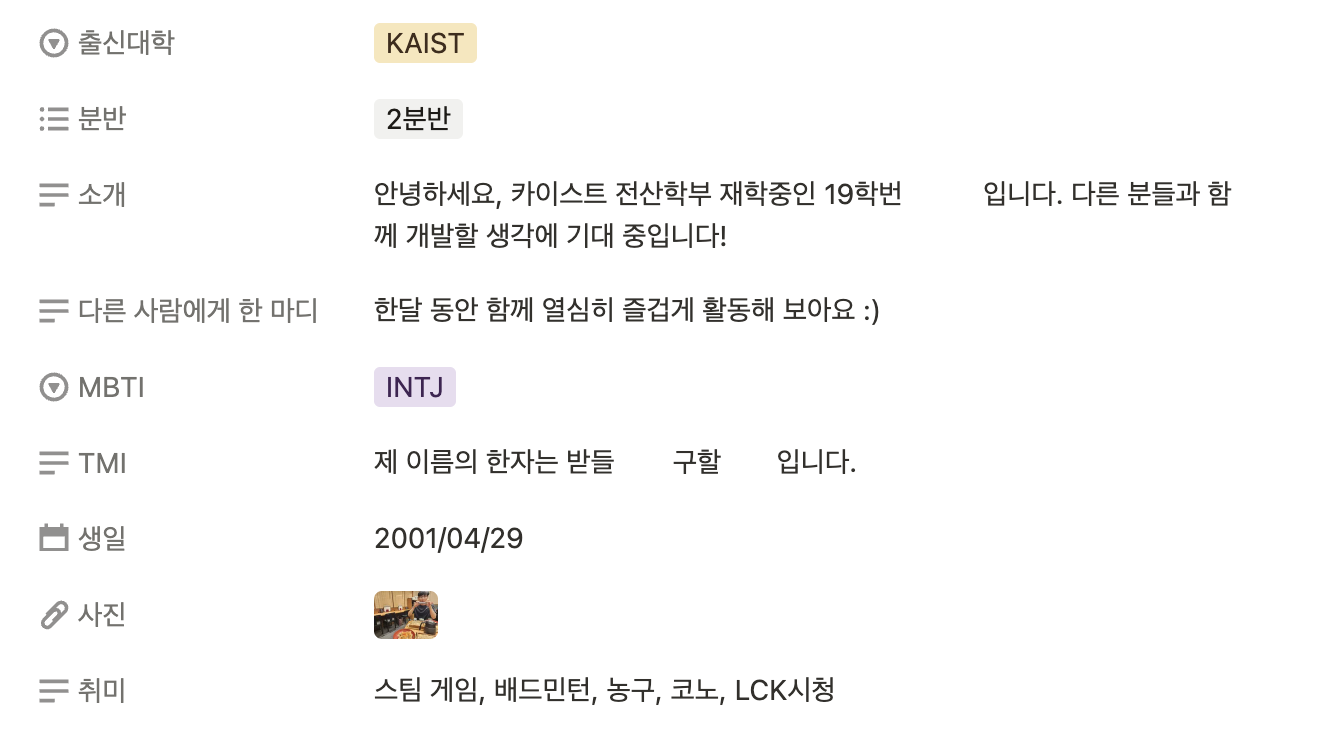 출신대학 KAIST
분반 2분반
소개 안녕하세요, 카이스트 전산학부 재학중인 19학번 입니다. 다른 분들과 함
께 개발할 생각에 기대 중입니다!
다른 사람에게 한 마디 한달 동안 함께 열심히 즐겁게 활동해 보아요 :)
MBTI INTJ
TMI 제 이름의 한자는 받들 구할 입니다.
생일 2001/04/29
사진
취미 스팀 게임, 배드민턴, 농구, 코노, LCK시청